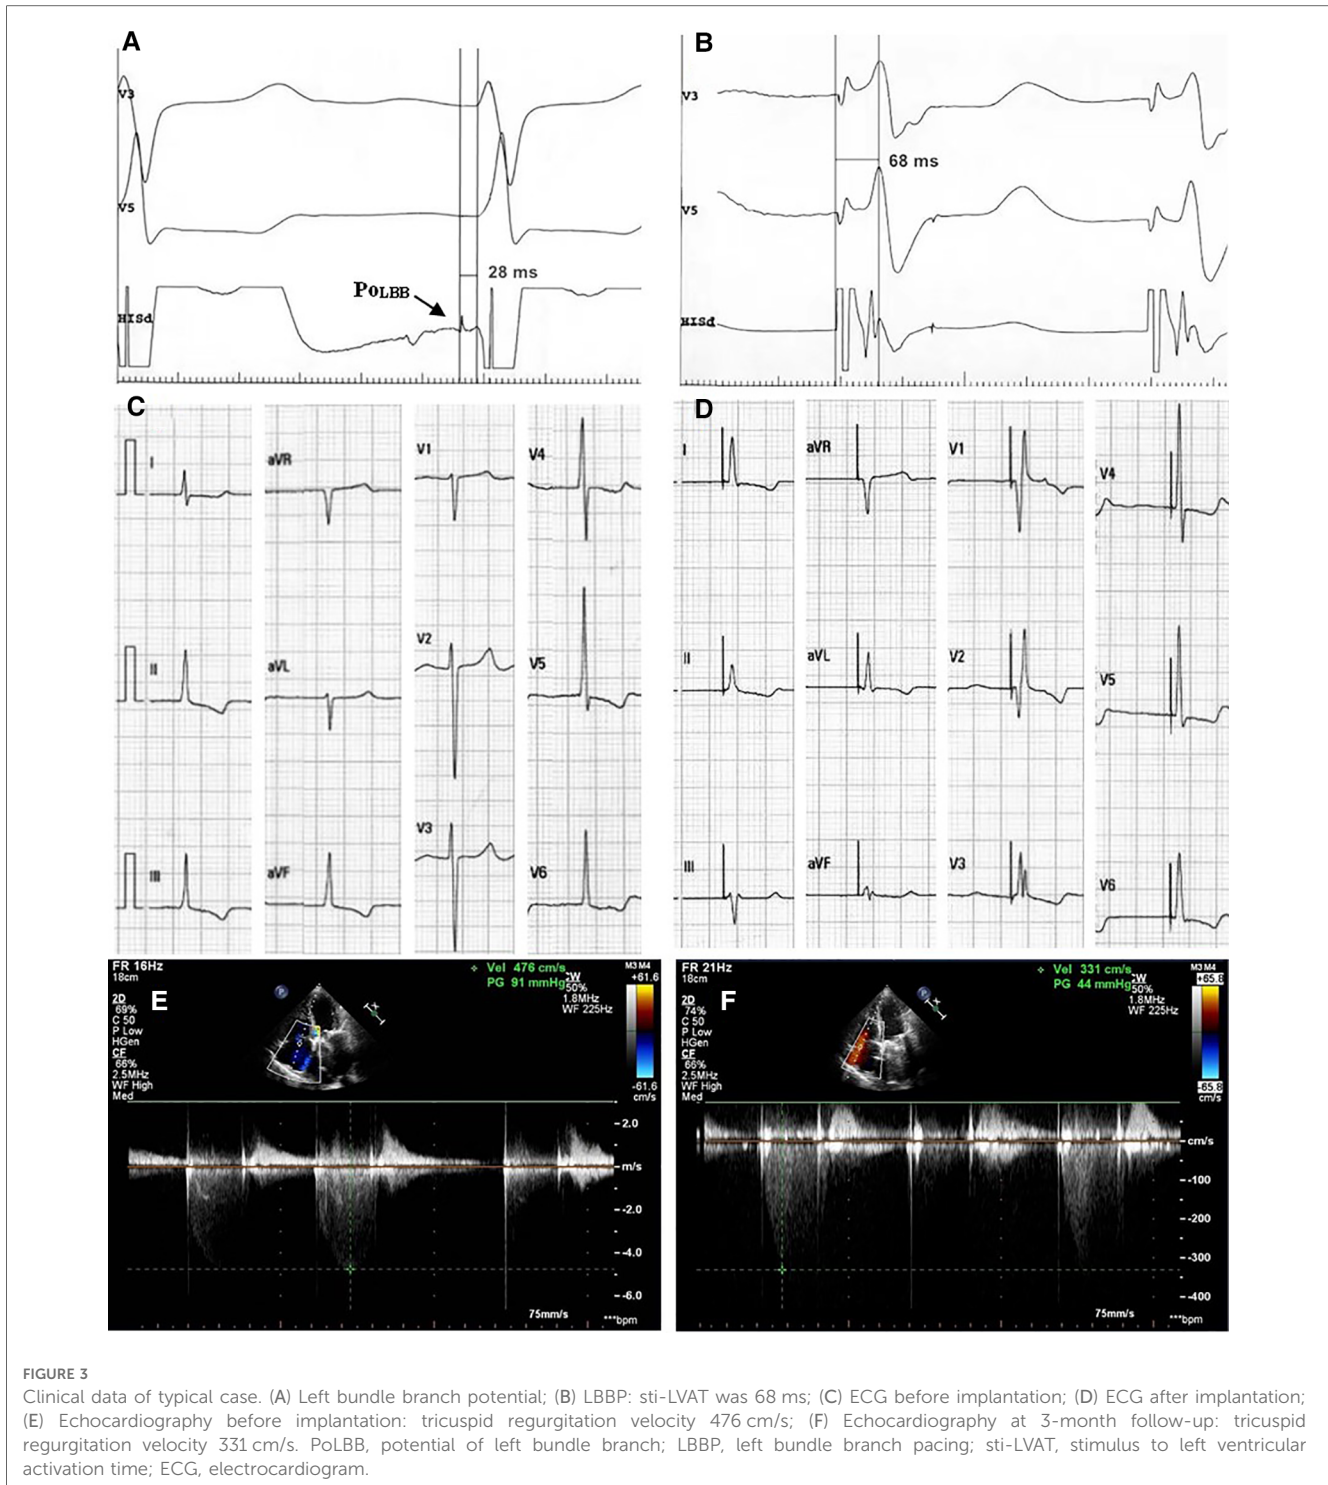 A
V3
V5
28 ms
PoLBB
HISd
B
V3
68 ms
V5
HISd
C
I
aVR
V1
V4
II
aVL
V2
V5
III
aVF
V3
V6
D
I
aVR
V1
V4
II
aVL
V2
V5
III
aVF
V3
V6
FR 16Hz
18cm
2D
69%
C 50
P Low
HGen
CF
66%
2.5MHz
WF High
Med
E
P
Vel 476 cm/s
PG 91 mmHg
CW
50%
1.8MHz
WF 225Hz
M3 M4
+61.6
-61.6
cm/s
2.0
m/s
-2.0
-4.0
-6.0
75mm/s
***bpm
FR 21Hz
18cm
2D
74%
C 50
P Low
HGen
CF
66%
2.5MHz
WF High
Med
F
P
Vel 331 cm/s
PG 44 mmHg
CW
50%
1.8MHz
WF 225Hz
M3 M4
+65.8
-65.8
cm/s
cm/s
-100
-200
-300
-400
75mm/s
***bpm
FIGURE 3
Clinical data of typical case. (A) Left bundle branch potential; (B) LBBP: sti-LVAT was 68 ms; (C) ECG before implantation; (D) ECG after implantation;
(E) Echocardiography before implantation: tricuspid regurgitation velocity 476 cm/s; (F) Echocardiography at 3-month follow-up: tricuspid
regurgitation velocity 331 cm/s. PoLBB, potential of left bundle branch; LBBP, left bundle branch pacing; sti-LVAT, stimulus to left ventricular
activation time; ECG, electrocardiogram.